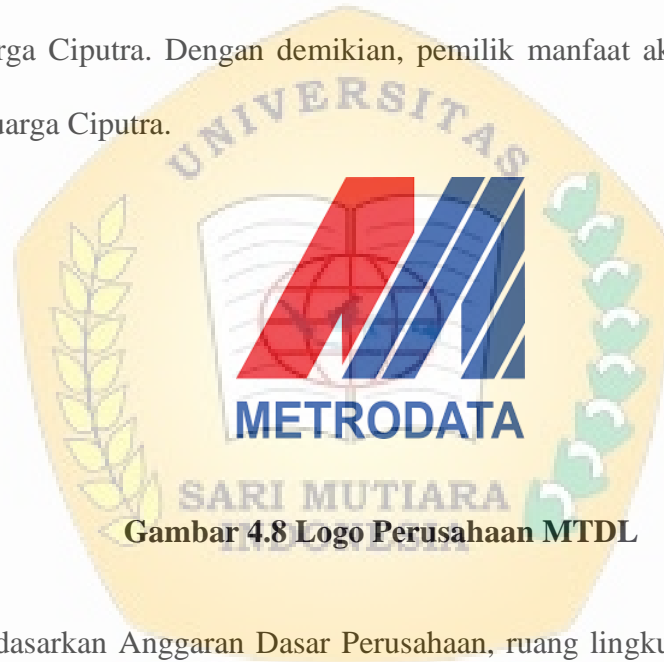 rga Ciputra. Dengan demikian, pemilik manfaat ak
uarga Ciputra.
UNIVERSITAS
METRODATA
SARI MUTIARA
INDONESIA
Gambar 4.8 Logo Perusahaan MTDL
dasarkan Anggaran Dasar Perusahaan, ruang lingku